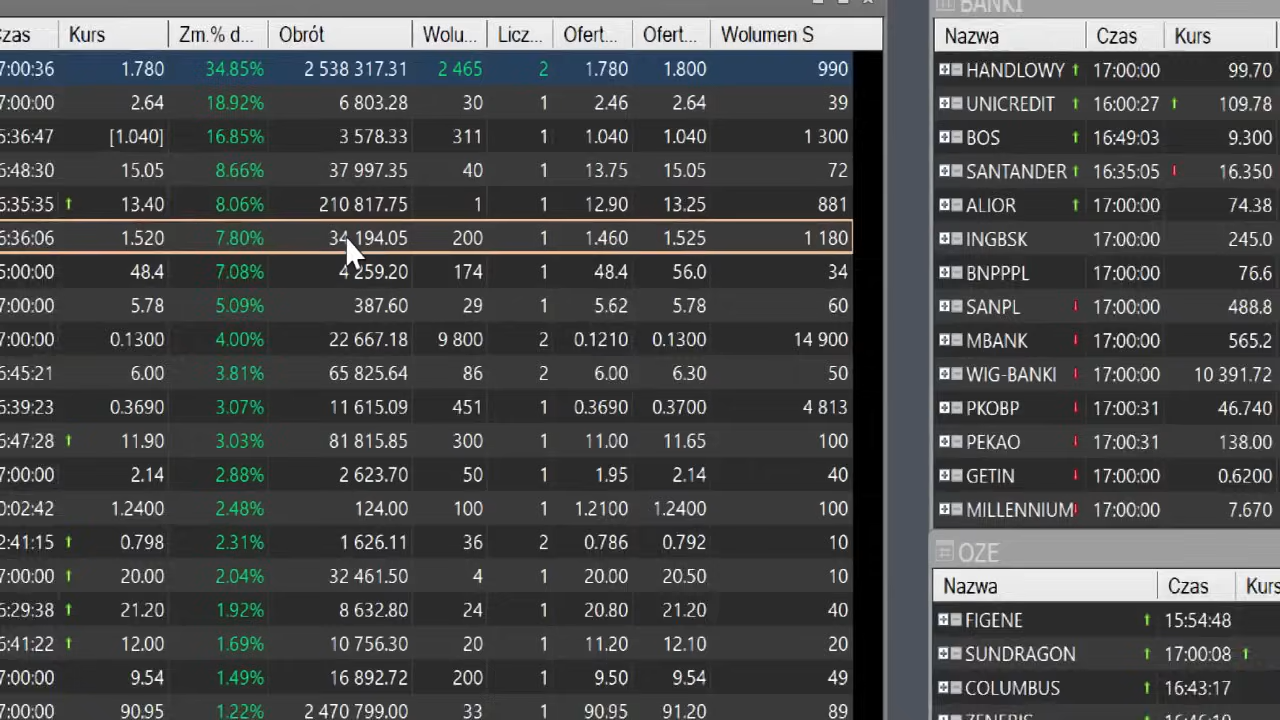 Czas Kurs Zm.% d... Obrót Wolu... Licz... Ofert... Ofert... Wolumen S
7:00:36 1.780 34.85% 2 538 317.31 2 465 2 1.780 1.800 990
7:00:00 2.64 18.92% 6 803.28 30 1 2.46 2.64 39
6:36:47 [1.040] 16.85% 3 578.33 311 1 1.040 1.040 1 300
6:48:30 15.05 8.66% 37 997.35 40 1 13.75 15.05 72
6:35:35 13.40 8.06% 210 817.75 1 1 12.90 13.25 881
6:36:06 1.520 7.80% 34 194.05 200 1 1.460 1.525 1 180
5:00:00 48.4 7.08% 4 259.20 174 1 48.4 56.0 34
7:00:00 5.78 5.09% 387.60 29 1 5.62 5.78 60
7:00:00 0.1300 4.00% 22 667.18 9 800 2 0.1210 0.1300 14 900
6:45:21 6.00 3.81% 65 825.64 86 2 6.00 6.30 50
6:39:23 0.3690 3.07% 11 615.09 451 1 0.3690 0.3700 4 813
6:47:28 11.90 3.03% 81 815.85 300 1 11.00 11.65 100
7:00:00 2.14 2.88% 2 623.70 50 1 1.95 2.14 40
0:02:42 1.2400 2.48% 124.00 100 1 1.2100 1.2400 100
2:41:15 0.798 2.31% 1 626.11 36 2 0.786 0.792 10
7:00:00 20.00 2.04% 32 461.50 4 1 20.00 20.50 10
6:29:38 21.20 1.92% 8 632.80 24 1 20.80 21.20 40
6:41:22 12.00 1.69% 10 756.30 20 1 11.20 12.10 20
7:00:00 9.54 1.49% 16 892.72 200 1 9.50 9.54 49
7:00:00 90.95 1.22% 2 470 799.00 33 1 90.95 91.20 89
BANKI
Nazwa Czas Kurs
HANDLOWY 17:00:00 99.70
UNICREDIT 16:00:27 109.78
BOS 16:49:03 9.300
SANTANDER 16:35:05 16.350
ALIOR 17:00:00 74.38
INGBSK 17:00:00 245.0
BNPPPL 17:00:00 76.6
SANPL 17:00:00 488.8
MBANK 17:00:00 565.2
WIG-BANKI 17:00:00 10 391.72
PKOBP 17:00:31 46.740
PEKAO 17:00:31 138.00
GETIN 17:00:00 0.6200
MILLENNIUM 17:00:00 7.670
OZE
Nazwa Czas Kurs
FIGENE 15:54:48
SUNDRAGON 17:00:08
COLUMBUS 16:43:17